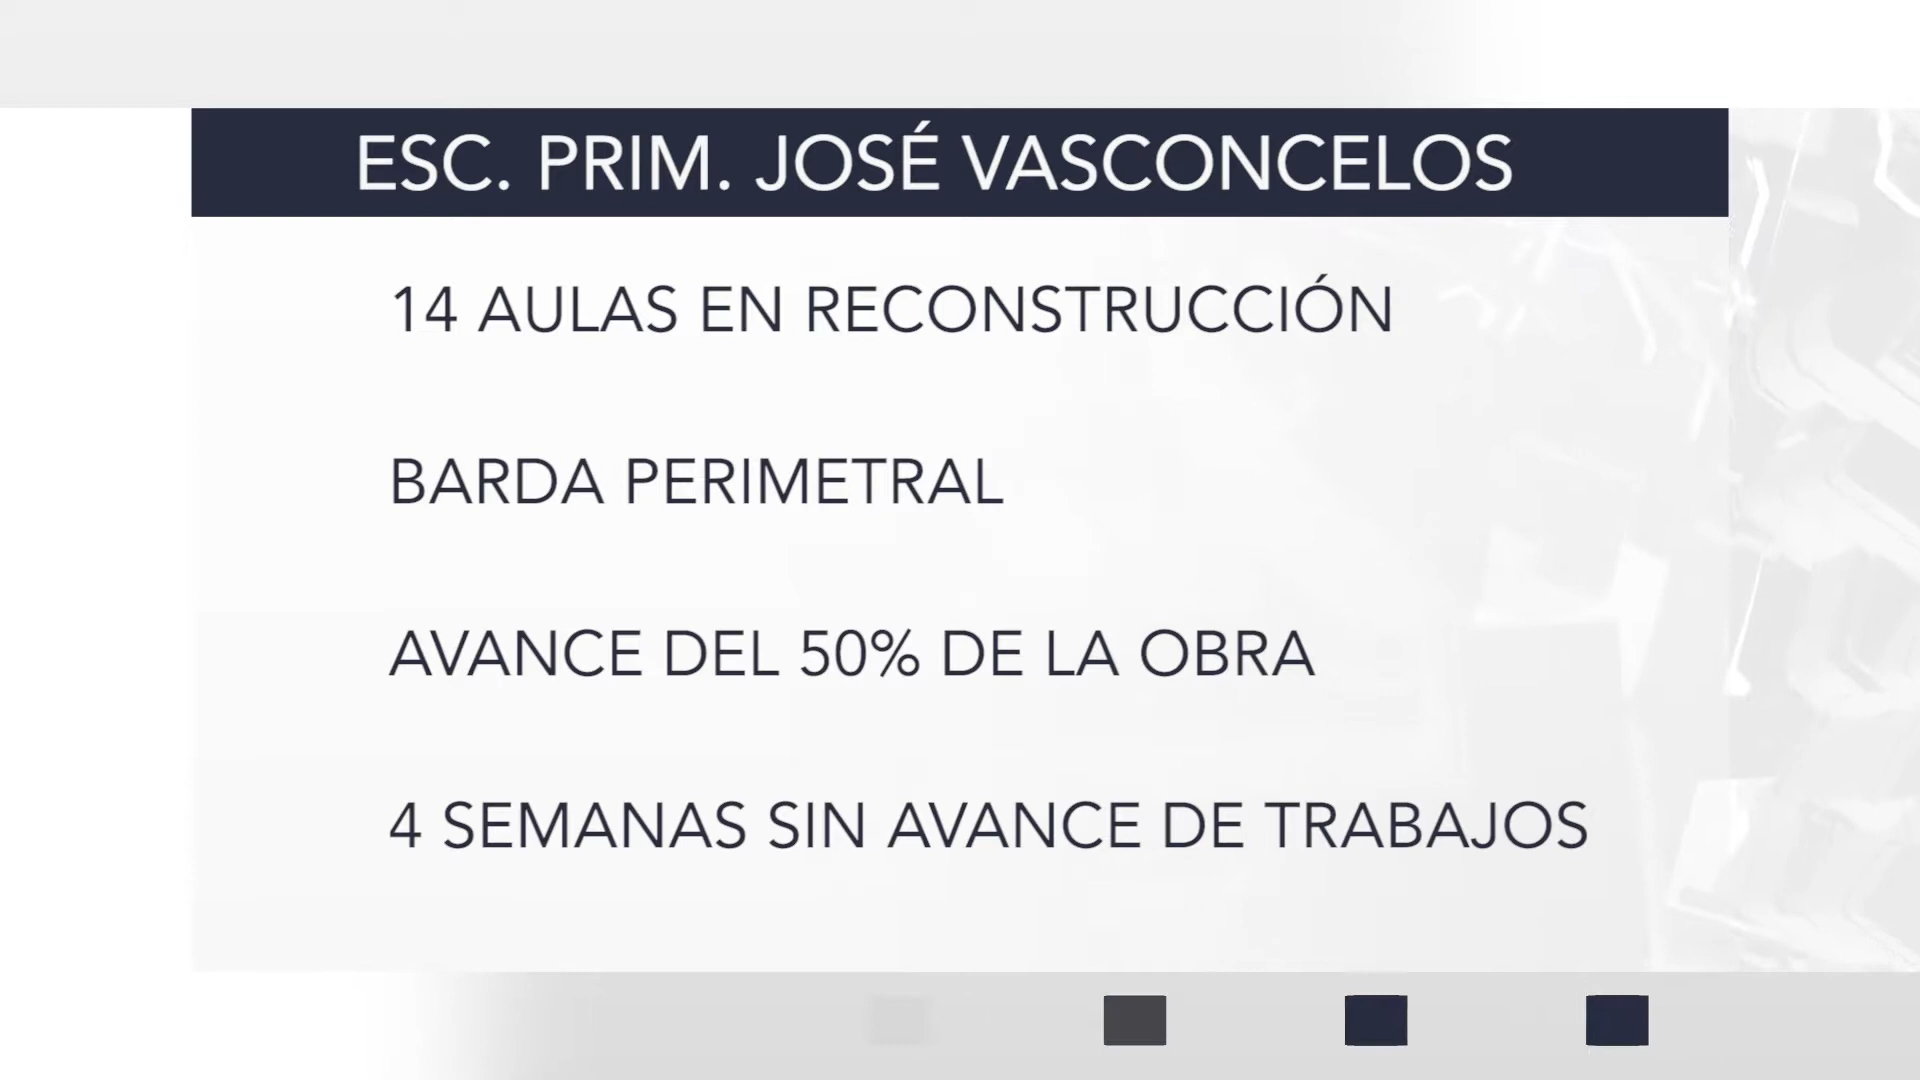 ESC. PRIM. JOSÉ VASCONCELOS
14 AULAS EN RECONSTRUCCIÓN
BARDA PERIMETRAL
AVANCE DEL 50% DE LA OBRA
4 SEMANAS SIN AVANCE DE TRABAJOS